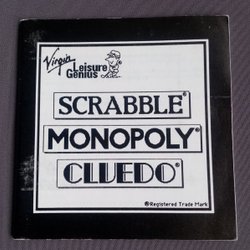 Virgin
Leisure
Genius
SCRABBLE®
MONOPOLY®
CLUEDO®
®Registered Trade Mark